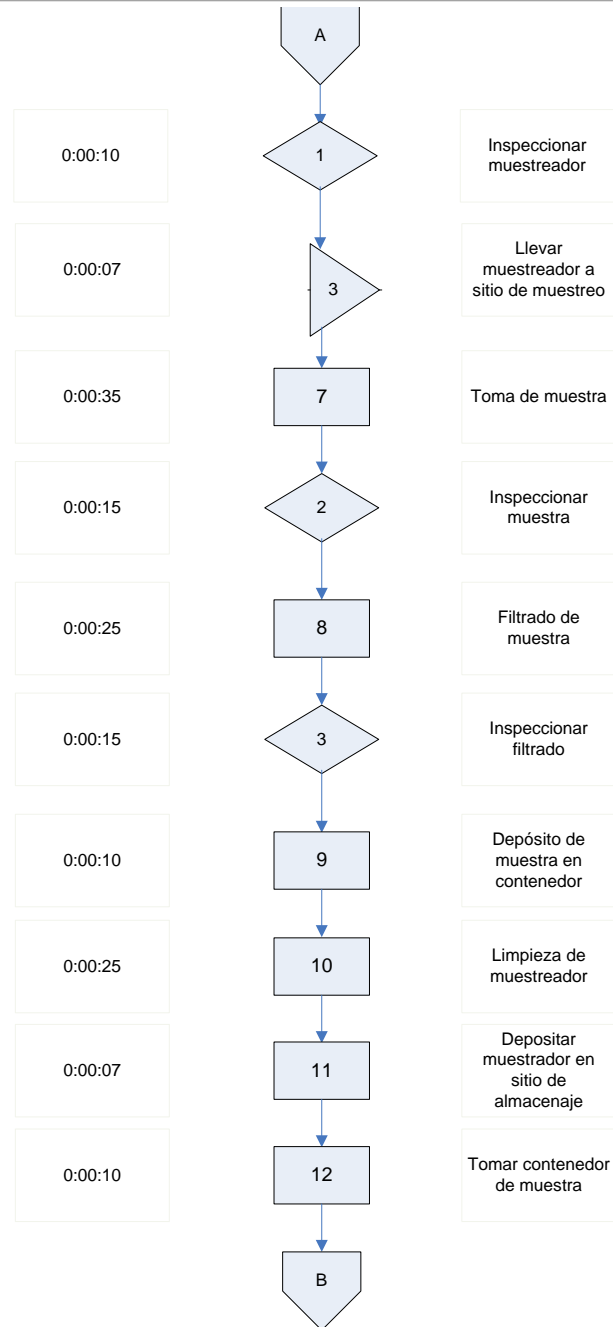 A
0:00:10
1
Inspeccionar
muestreador
0:00:07
3
Llevar
muestreador a
sitio de muestreo
0:00:35
7
Toma de muestra
0:00:15
2
Inspeccionar
muestra
0:00:25
8
Filtrado de
muestra
0:00:15
3
Inspeccionar
filtrado
0:00:10
9
Depósito de
muestra en
contenedor
0:00:25
10
Limpieza de
muestreador
0:00:07
11
Depositar
muestrador en
sitio de
almacenaje
0:00:10
12
Tomar contenedor
de muestra
B